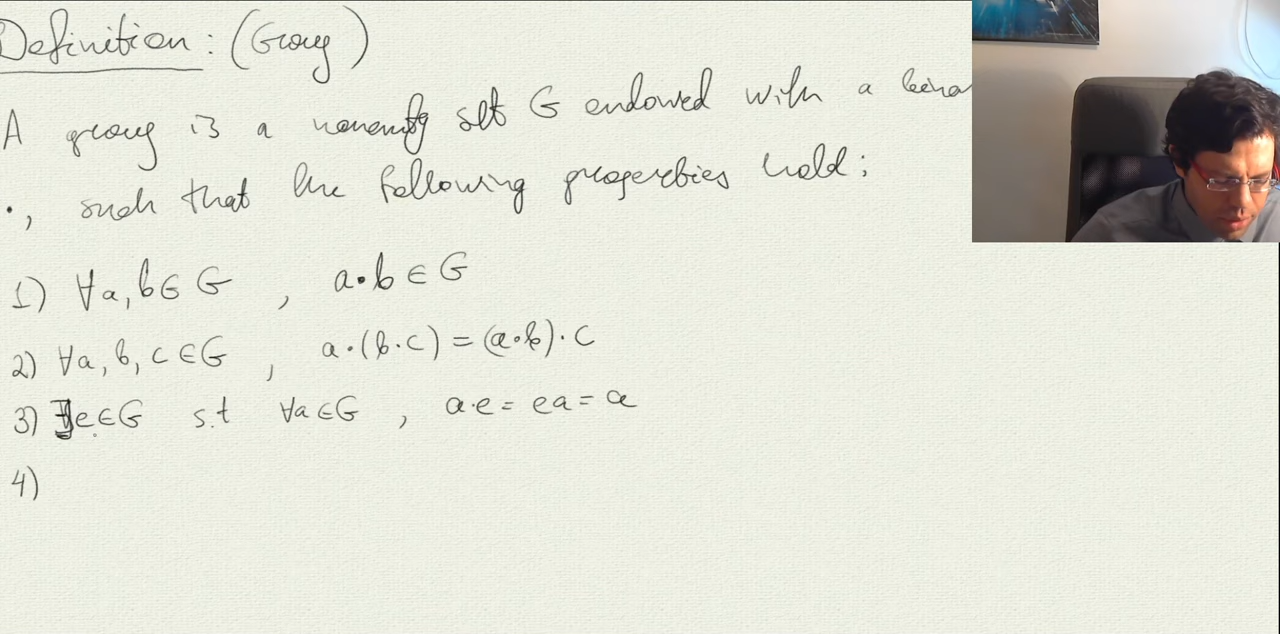 Definition: (Group)
A group is a nonempty set G endowed with a bina
·, such that the following properties hold:
1) ∀a, b∈G , a·b∈G
2) ∀a, b, c∈G , a·(b·c) = (a·b)·c
3) ∃e∈G s.t ∀a∈G , a·e = ea = a
4)